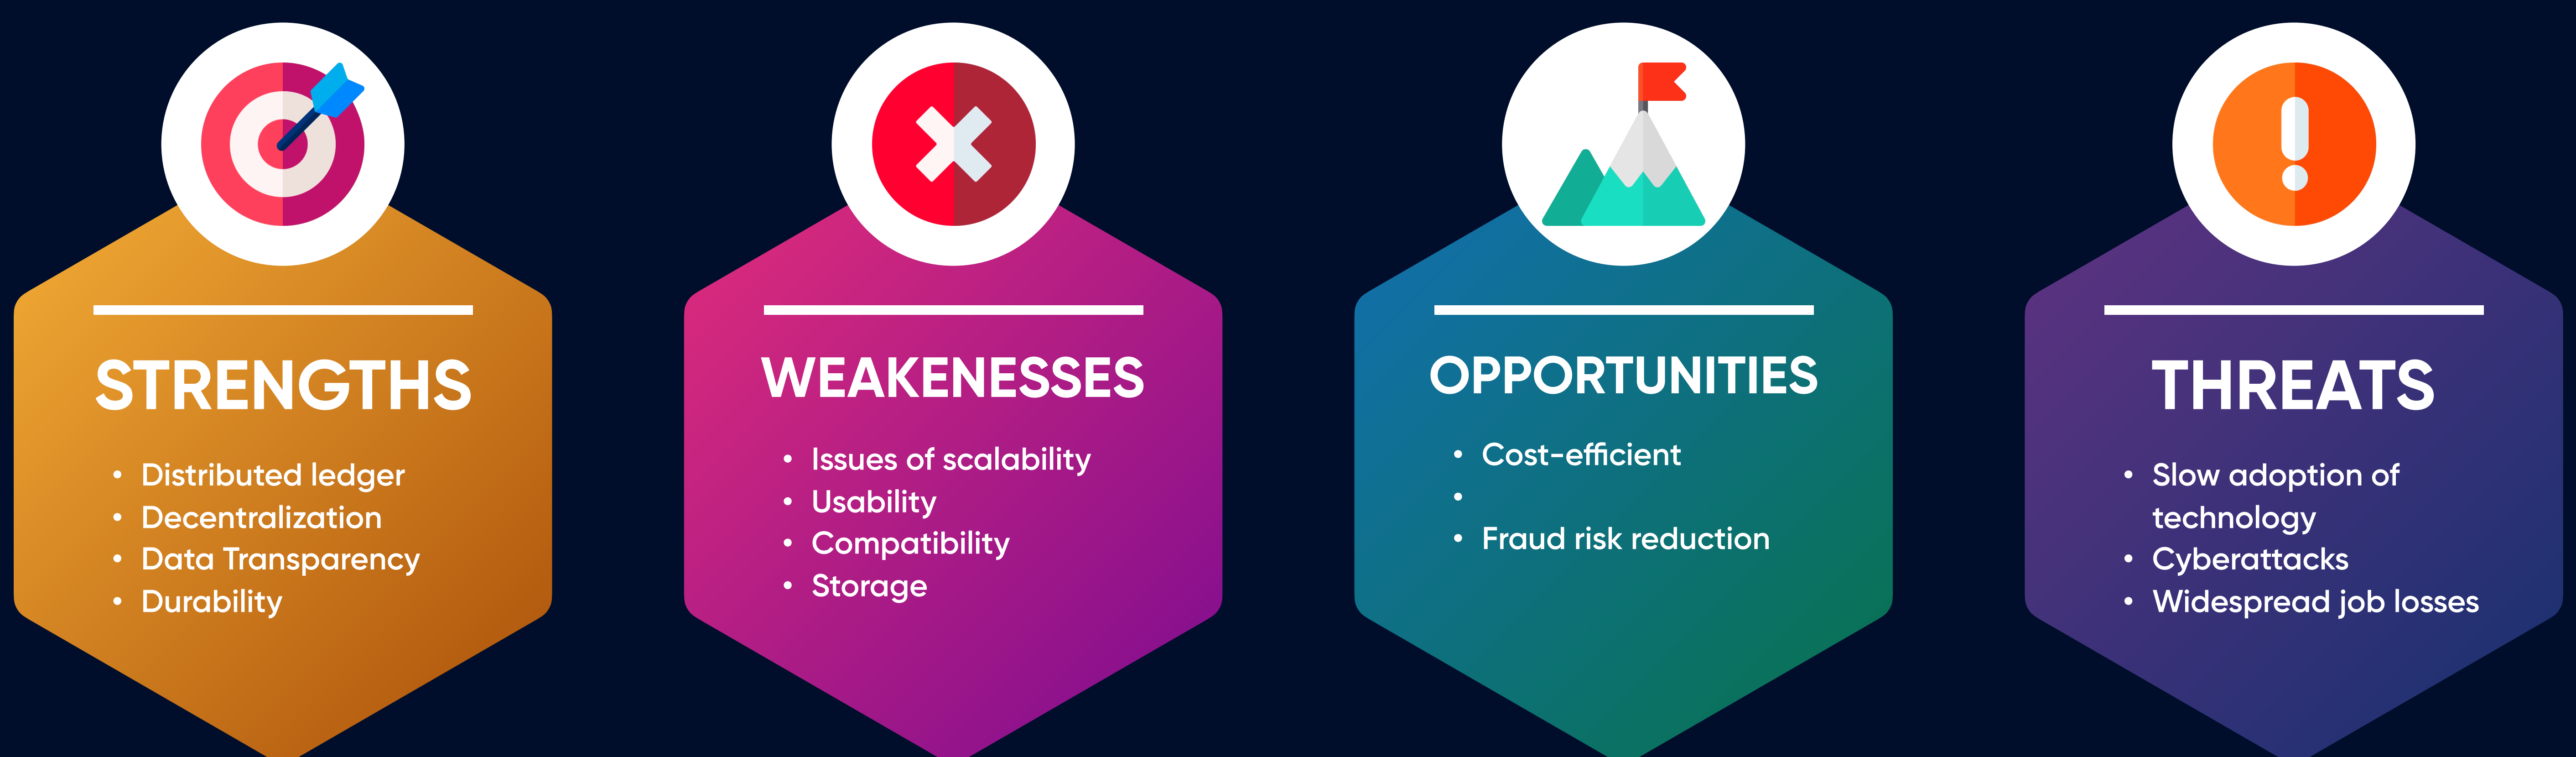 STRENGTHS
• Distributed ledger
• Decentralization
• Data Transparency
• Durability
WEAKENESSES
• Issues of scalability
• Usability
• Compatibility
• Storage
OPPORTUNITIES
• Cost-efficient
•
• Fraud risk reduction
THREATS
• Slow adoption of
technology
• Cyberattacks
• Widespread job losses